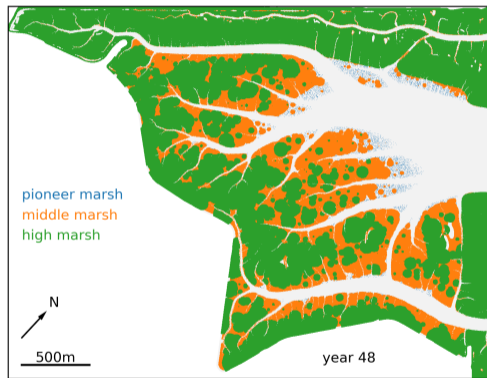 pioneer marsh
middle marsh
high marsh
N
500m
year 48